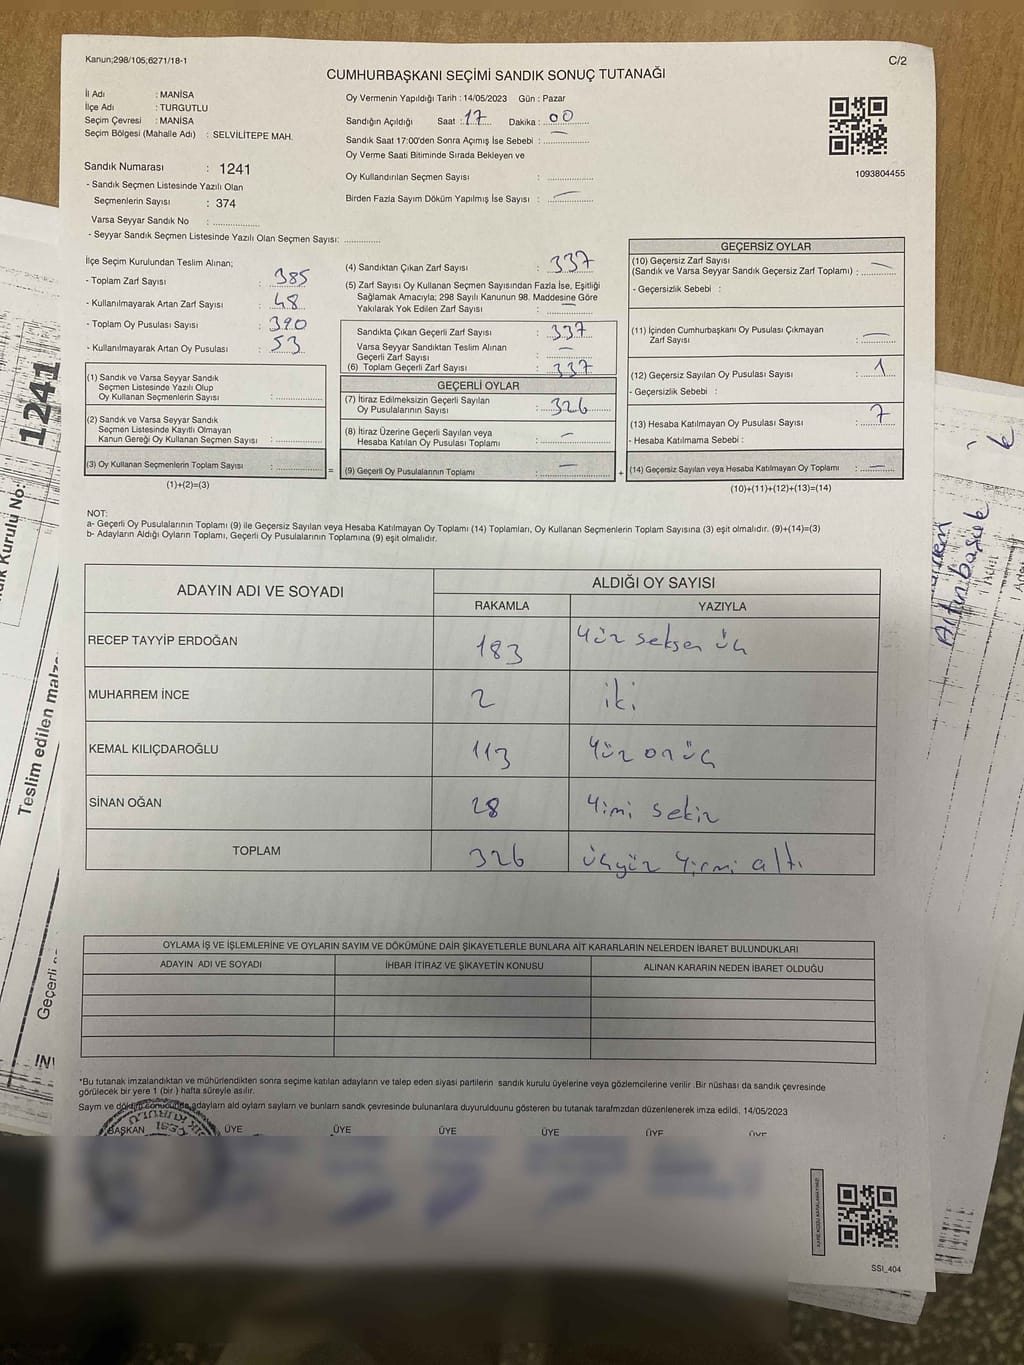 Kanun;298/105;6271/18-1
C/2
CUMHURBAŞKANI SEÇİMİ SANDIK SONUÇ TUTANAĞI
İl Adı : MANİSA
İlçe Adı : TURGUTLU
Seçim Çevresi : MANİSA
Seçim Bölgesi (Mahalle Adı) : SELVİLİTEPE MAH.
Sandık Numarası : 1241
- Sandık Seçmen Listesinde Yazılı Olan
Seçmenlerin Sayısı : 374
Varsa Seyyar Sandık No : ................
- Seyyar Sandık Seçmen Listesinde Yazılı Olan Seçmen Sayısı: ............
Oy Vermenin Yapıldığı Tarih : 14/05/2023 Gün : Pazar
Sandığın Açıldığı Saat : 17 Dakika : 00
Sandık Saat 17:00'den Sonra Açımış İse Sebebi : —
Oy Verme Saati Bitiminde Sırada Bekleyen ve
Oy Kullandırılan Seçmen Sayısı : ................
Birden Fazla Sayım Döküm Yapılmış İse Sayısı : —
1093804455
İlçe Seçim Kurulundan Teslim Alınan;
- Toplam Zarf Sayısı : 385
- Kullanılmayarak Artan Zarf Sayısı : 48
- Toplam Oy Pusulası Sayısı : 390
- Kullanılmayarak Artan Oy Pusulası : 53
(1) Sandık ve Varsa Seyyar Sandık
Seçmen Listesinde Yazılı Olup
Oy Kullanan Seçmenlerin Sayısı : ............
(2) Sandık ve Varsa Seyyar Sandık
Seçmen Listesinde Kayıtlı Olmayan
Kanun Gereği Oy Kullanan Seçmen Sayısı : ............
(3) Oy Kullanan Seçmenlerin Toplam Sayısı : ............
(1)+(2)=(3)
=
(4) Sandıktan Çıkan Zarf Sayısı : 337
(5) Zarf Sayısı Oy Kullanan Seçmen Sayısından Fazla İse, Eşitliği
Sağlamak Amacıyla; 298 Sayılı Kanunun 98. Maddesine Göre
Yakılarak Yok Edilen Zarf Sayısı : —
Sandıkta Çıkan Geçerli Zarf Sayısı : 337
Varsa Seyyar Sandıktan Teslim Alınan
Geçerli Zarf Sayısı : —
(6) Toplam Geçerli Zarf Sayısı : 337
GEÇERLİ OYLAR
(7) İtiraz Edilmeksizin Geçerli Sayılan
Oy Pusulalarının Sayısı : 326
(8) İtiraz Üzerine Geçerli Sayılan veya
Hesaba Katılan Oy Pusulası Toplamı : —
(9) Geçerli Oy Pusulalarının Toplamı : —
+
GEÇERSİZ OYLAR
(10) Geçersiz Zarf Sayısı
(Sandık ve Varsa Seyyar Sandık Geçersiz Zarf Toplamı) : —
- Geçersizlik Sebebi :
(11) İçinden Cumhurbaşkanı Oy Pusulası Çıkmayan
Zarf Sayısı : —
(12) Geçersiz Sayılan Oy Pusulası Sayısı : 1
- Geçersizlik Sebebi :
(13) Hesaba Katılmayan Oy Pusulası Sayısı : 7
- Hesaba Katılmama Sebebi :
(14) Geçersiz Sayılan veya Hesaba Katılmayan Oy Toplamı : —
(10)+(11)+(12)+(13)=(14)
NOT:
a- Geçerli Oy Pusulalarının Toplamı (9) ile Geçersiz Sayılan veya Hesaba Katılmayan Oy Toplamı (14) Toplamları, Oy Kullanan Seçmenlerin Toplam Sayısına (3) eşit olmalıdır. (9)+(14)=(3)
b- Adayların Aldığı Oyların Toplamı, Geçerli Oy Pusulalarının Toplamına (9) eşit olmalıdır.
ADAYIN ADI VE SOYADI
ALDIĞI OY SAYISI
RAKAMLA
YAZIYLA
RECEP TAYYİP ERDOĞAN 183 Yüz seksen üç
MUHARREM İNCE 2 iki
KEMAL KILIÇDAROĞLU 113 Yüz on üç
SİNAN OĞAN 28 Yimi sekiz
TOPLAM 326 üçyüz Yirmi altı
OYLAMA İŞ VE İŞLEMLERİNE VE OYLARIN SAYIM VE DÖKÜMÜNE DAİR ŞİKAYETLERLE BUNLARA AİT KARARLARIN NELERDEN İBARET BULUNDUKLARI
ADAYIN ADI VE SOYADI
İHBAR İTİRAZ VE ŞİKAYETİN KONUSU
ALINAN KARARIN NEDEN İBARET OLDUĞU
*Bu tutanak imzalandıktan ve mühürlendikten sonra seçime katılan adayların ve talep eden siyasi partilerin sandık kurulu üyelerine veya gözlemcilerine verilir .Bir nüshası da sandık çevresinde
görülecek bir yere 1 (bir ) hafta süreyle asılır.
Sayım ve döküm sonucunda adayların ald oyların sayıları ve bunların sandk çevresinde bulunanlara duyurulduunu gösteren bu tutanak tarafmzdan düzenlenerek imza edildi. 14/05/2023
BAŞKAN ÜYE ÜYE ÜYE ÜYE ÜYE ÜYE
SSİ_404
1241
Kurulu No:
Teslim edilen malz
Geçerli
Altınbaşak